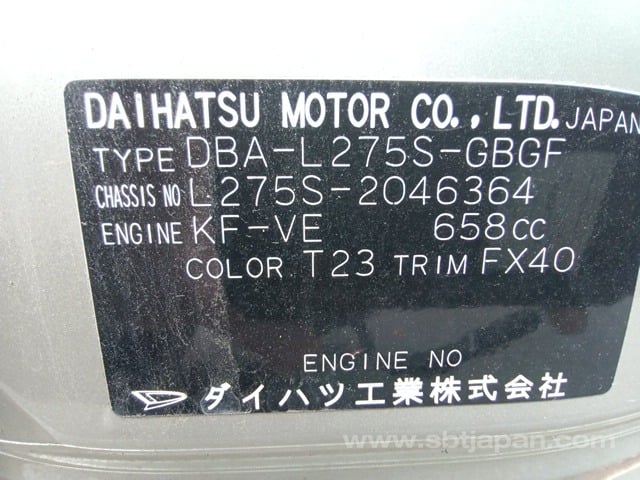 DAIHATSU MOTOR CO., LTD. JAPAN
TYPE DBA-L275S-GBGF
CHASSIS NO L275S-2046364
ENGINE KF-VE 658CC
COLOR T23 TRIM FX40
ENGINE NO
ダイハツ工業株式会社
www.sbtjapan.com